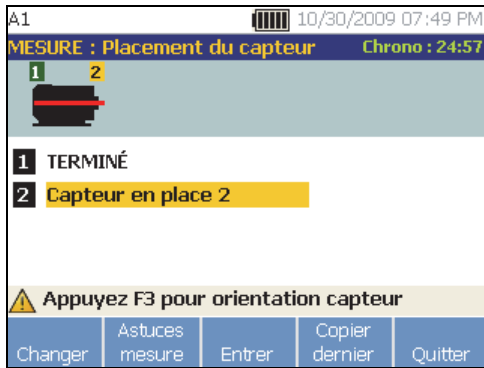 A1 10/30/2009 07:49 PM
MESURE : Placement du capteur Chrono : 24:57
1 2
1 TERMINÉ
2 Capteur en place 2
Appuyez F3 pour orientation capteur
Changer Astuces mesure Entrer Copier dernier Quitter